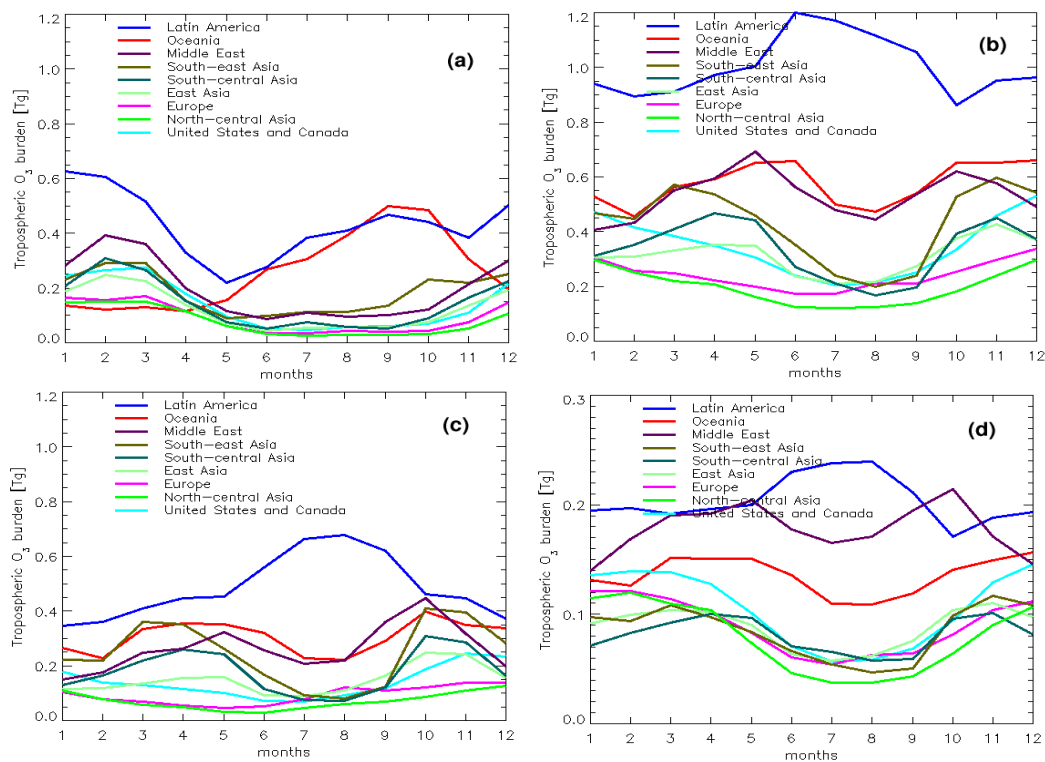 1.2
1.0
0.8
0.6
0.4
0.2
0.0
Tropospheric O3 burden [Tg]
Latin America
Oceania
Middle East
South-east Asia
South-central Asia
East Asia
Europe
North-central Asia
United States and Canada
(a)
1 2 3 4 5 6 7 8 9 10 11 12
months
1.2
1.0
0.8
0.6
0.4
0.2
0.0
Tropospheric O3 burden [Tg]
Latin America
Oceania
Middle East
South-east Asia
South-central Asia
East Asia
Europe
North-central Asia
United States and Canada
(b)
1 2 3 4 5 6 7 8 9 10 11 12
months
1.2
1.0
0.8
0.6
0.4
0.2
0.0
Tropospheric O3 burden [Tg]
Latin America
Oceania
Middle East
South-east Asia
South-central Asia
East Asia
Europe
North-central Asia
United States and Canada
(c)
1 2 3 4 5 6 7 8 9 10 11 12
months
0.3
0.2
0.1
0.0
Tropospheric O3 burden [Tg]
Latin America
Oceania
Middle East
South-east Asia
South-central Asia
East Asia
Europe
North-central Asia
United States and Canada
(d)
1 2 3 4 5 6 7 8 9 10 11 12
months